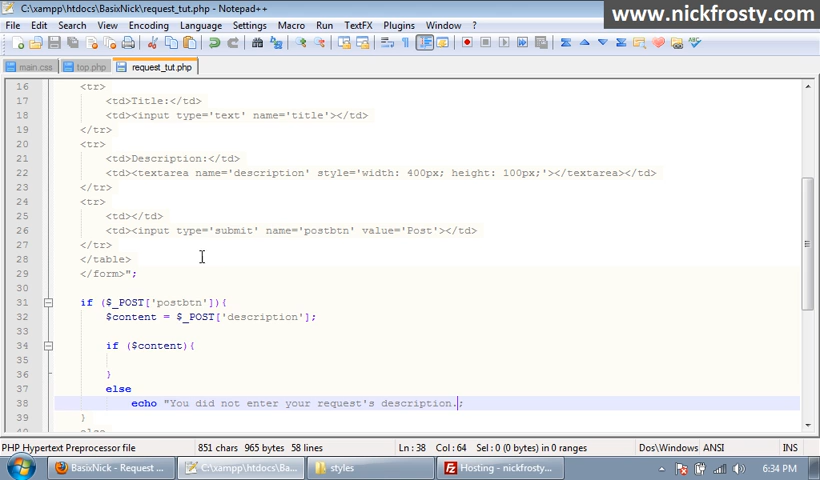 C:\xampp\htdocs\BasixNick\request_tut.php - Notepad++
www.nickfrosty.com
File Edit Search View Encoding Language Settings Macro Run TextFX Plugins Window ?
main.css top.php request_tut.php
16 <tr>
17 <td>Title:</td>
18 <td><input type='text' name='title'></td>
19 </tr>
20 <tr>
21 <td>Description:</td>
22 <td><textarea name='description' style='width: 400px; height: 100px;'></textarea></td>
23 </tr>
24 <tr>
25 <td></td>
26 <td><input type='submit' name='postbtn' value='Post'></td>
27 </tr>
28 </table>
29 </form>";
30
31 if ($_POST['postbtn']){
32 $content = $_POST['description'];
33
34 if ($content){
35
36 }
37 else
38 echo "You did not enter your request's description.;
39 }
else
PHP Hypertext Preprocessor file 851 chars 965 bytes 58 lines Ln : 38 Col : 64 Sel : 0 (0 bytes) in 0 ranges Dos\Windows ANSI INS
BasixNick - Request ... C:\xampp\htdocs\Ba... styles Hosting - nickfrosty... 6:34 PM